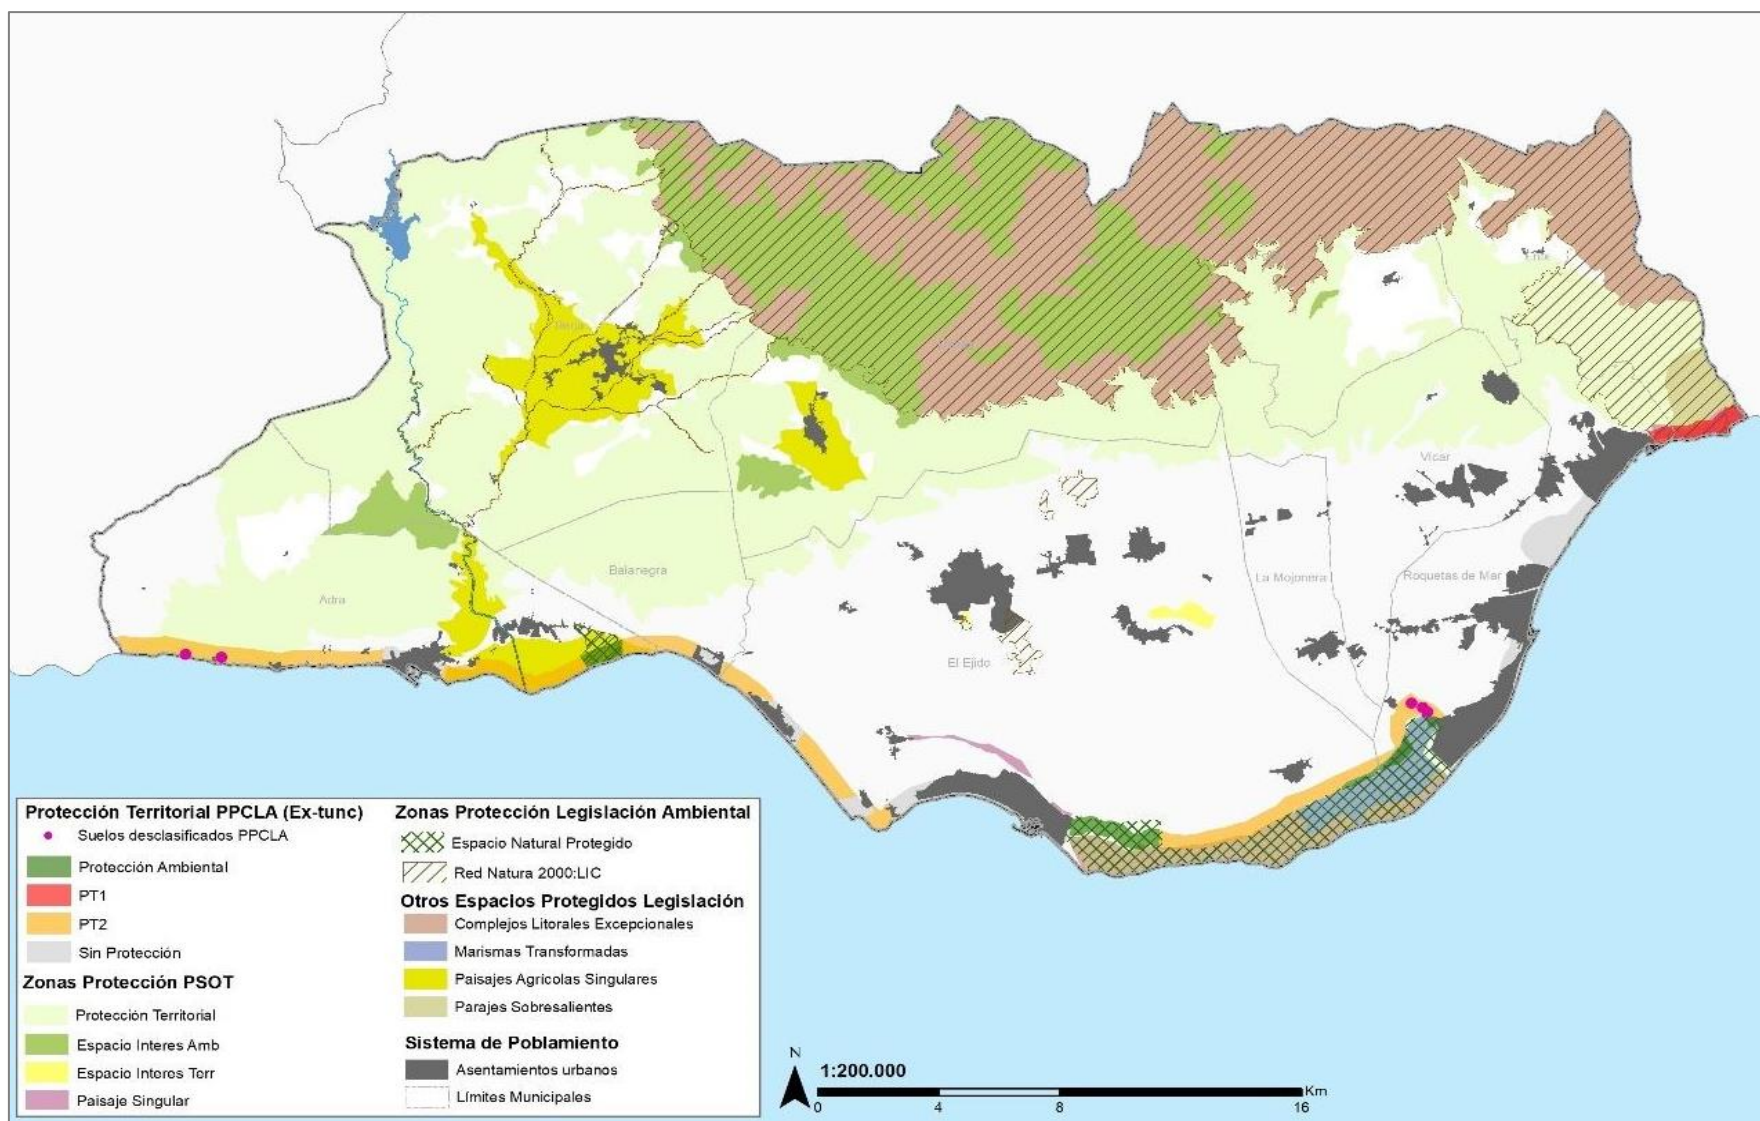 Berja
Enix
Dalías
Vícar
Balanegra
La Mojonera
Roquetas de Mar
Adra
El Ejido
Protección Territorial PPCLA (Ex-tunc)
Suelos desclasificados PPCLA
Protección Ambiental
PT1
PT2
Sin Protección
Zonas Protección PSOT
Protección Territorial
Espacio Interes Amb
Espacio Interes Terr
Paisaje Singular
Zonas Protección Legislación Ambiental
Espacio Natural Protegido
Red Natura 2000:LIC
Otros Espacios Protegidos Legislación
Complejos Litorales Excepcionales
Marismas Transformadas
Paisajes Agrícolas Singulares
Parajes Sobresalientes
Sistema de Poblamiento
Asentamientos urbanos
Límites Municipales
N
1:200.000
Km
0 4 8 16